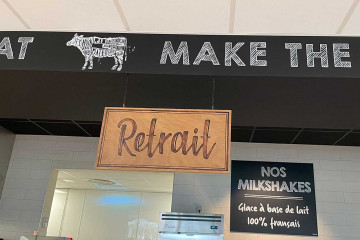 AT MAKE THE
Retrait
NOS
MILKSHAKES
Glace à base de lait
100% français